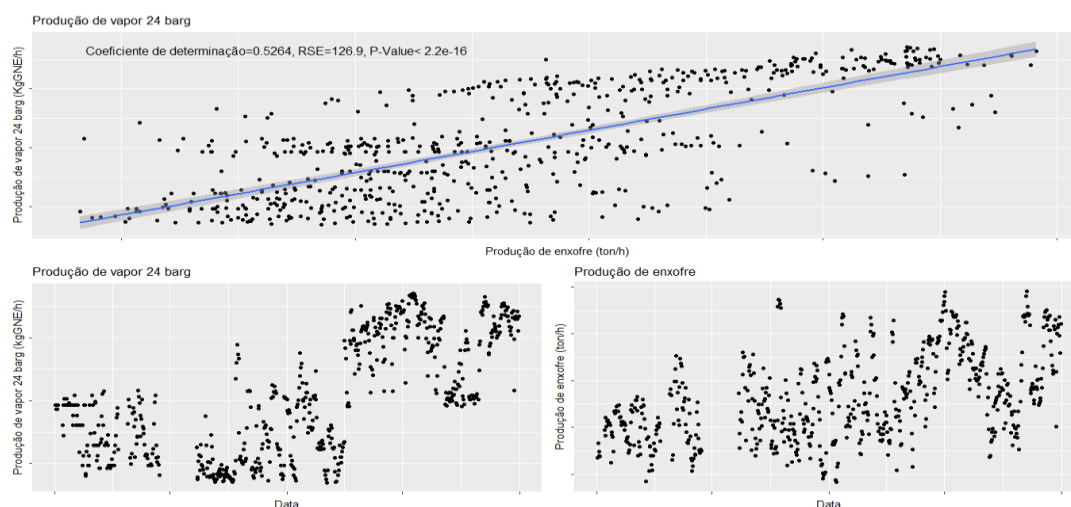 Produção de vapor 24 barg
Coeficiente de determinação=0.5264, RSE=126.9, P-Value< 2.2e-16
Produção de vapor 24 barg (KgGNE/h)
Produção de enxofre (ton/h)
Produção de vapor 24 barg
Produção de vapor 24 barg (kgGNE/h)
Data
Produção de enxofre
Produção de enxofre (ton/h)
Data